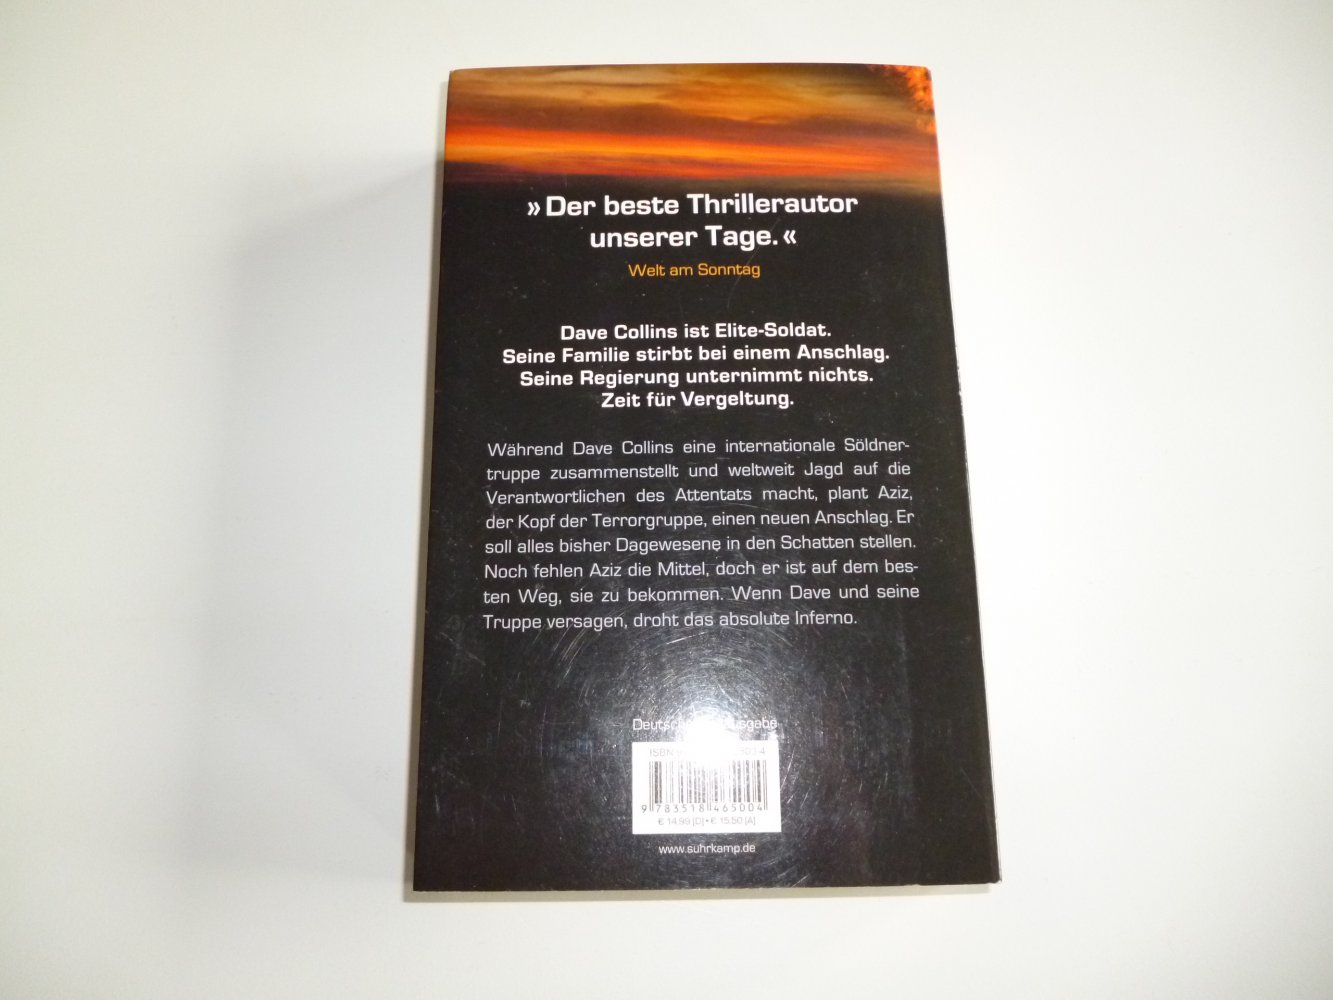 » Der beste Thrillerautor
unserer Tage. «
Welt am Sonntag
Dave Collins ist Elite-Soldat.
Seine Familie stirbt bei einem Anschlag.
Seine Regierung unternimmt nichts.
Zeit für Vergeltung.
Während Dave Collins eine internationale Söldner-
truppe zusammenstellt und weltweit Jagd auf die
Verantwortlichen des Attentats macht, plant Aziz,
der Kopf der Terrorgruppe, einen neuen Anschlag. Er
soll alles bisher Dagewesene in den Schatten stellen.
Noch fehlen Aziz die Mittel, doch er ist auf dem bes-
ten Weg, sie zu bekommen. Wenn Dave und seine
Truppe versagen, droht das absolute Inferno.
ISBN
9 783518 465004
€ 14.99 [D] • € 15.50 [A]
www.suhrkamp.de